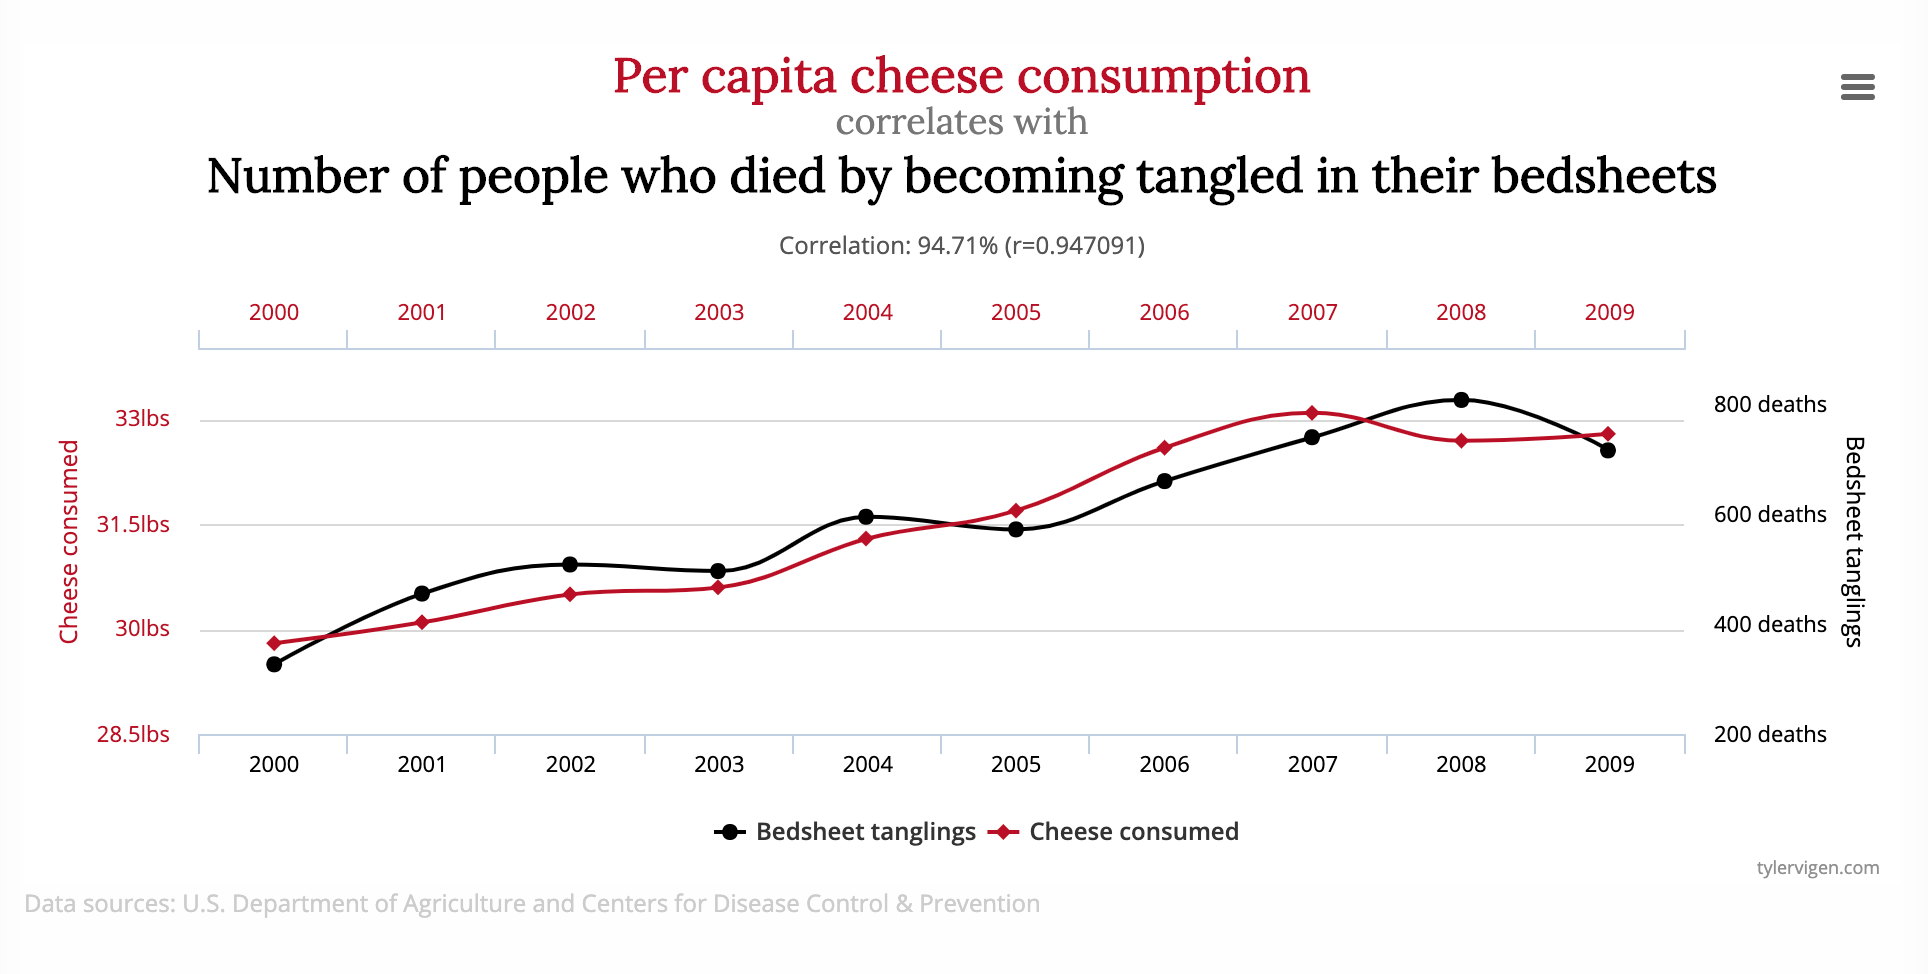 Per capita cheese consumption
correlates with
Number of people who died by becoming tangled in their bedsheets
Correlation: 94.71% (r=0.947091)
2000 2001 2002 2003 2004 2005 2006 2007 2008 2009
Cheese consumed
33lbs
31.5lbs
30lbs
28.5lbs
800 deaths
600 deaths
400 deaths
200 deaths
Bedsheet tanglings
2000 2001 2002 2003 2004 2005 2006 2007 2008 2009
Bedsheet tanglings Cheese consumed
tylervigen.com
Data sources: U.S. Department of Agriculture and Centers for Disease Control & Prevention